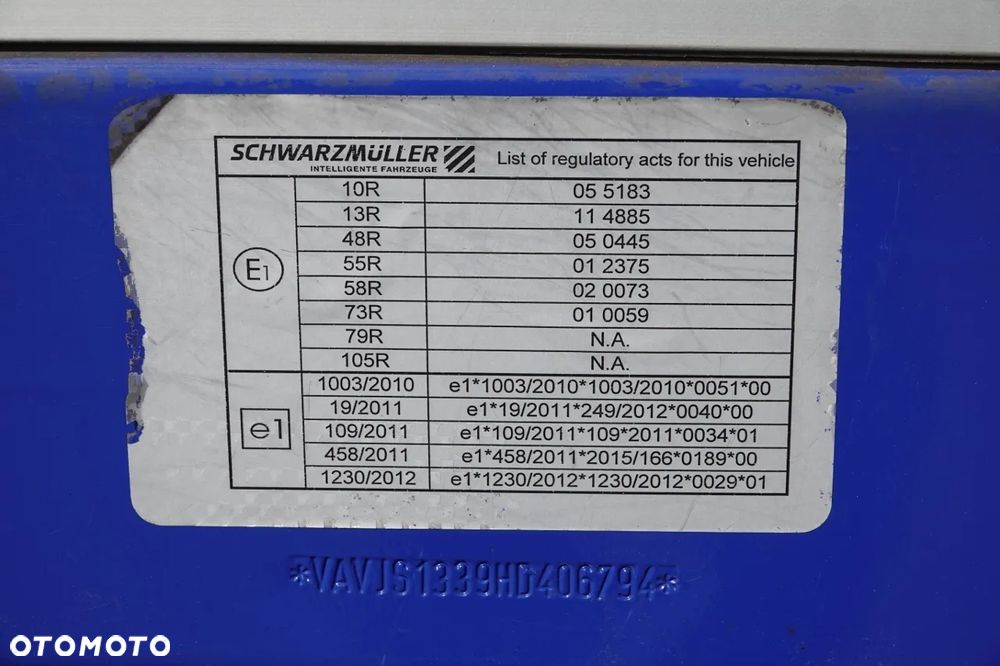 SCHWARZMÜLLER
INTELLIGENTE FAHRZEUGE
List of regulatory acts for this vehicle
E1
10R 05 5183
13R 11 4885
48R 05 0445
55R 01 2375
58R 02 0073
73R 01 0059
79R N.A.
105R N.A.
e1
1003/2010 e1*1003/2010*1003/2010*0051*00
19/2011 e1*19/2011*249/2012*0040*00
109/2011 e1*109/2011*109*2011*0034*01
458/2011 e1*458/2011*2015/166*0189*00
1230/2012 e1*1230/2012*1230/2012*0029*01
*VAVJS1339HD406794*
OTOMOTO